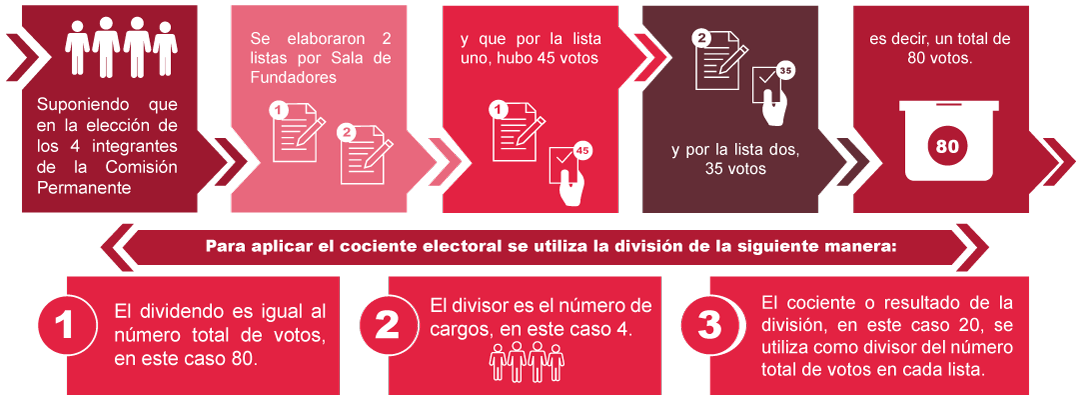 Suponiendo que
en la elección de
los 4 integrantes
de la Comisión
Permanente
Se elaboraron 2
listas por Sala de
Fundadores
1
2
y que por la lista
uno, hubo 45 votos
1
45
2
35
y por la lista dos,
35 votos
es decir, un total de
80 votos.
80
Para aplicar el cociente electoral se utiliza la división de la siguiente manera:
1
El dividendo es igual al
número total de votos,
en este caso 80.
2
El divisor es el número de
cargos, en este caso 4.
3
El cociente o resultado de la
división, en este caso 20, se
utiliza como divisor del número
total de votos en cada lista.